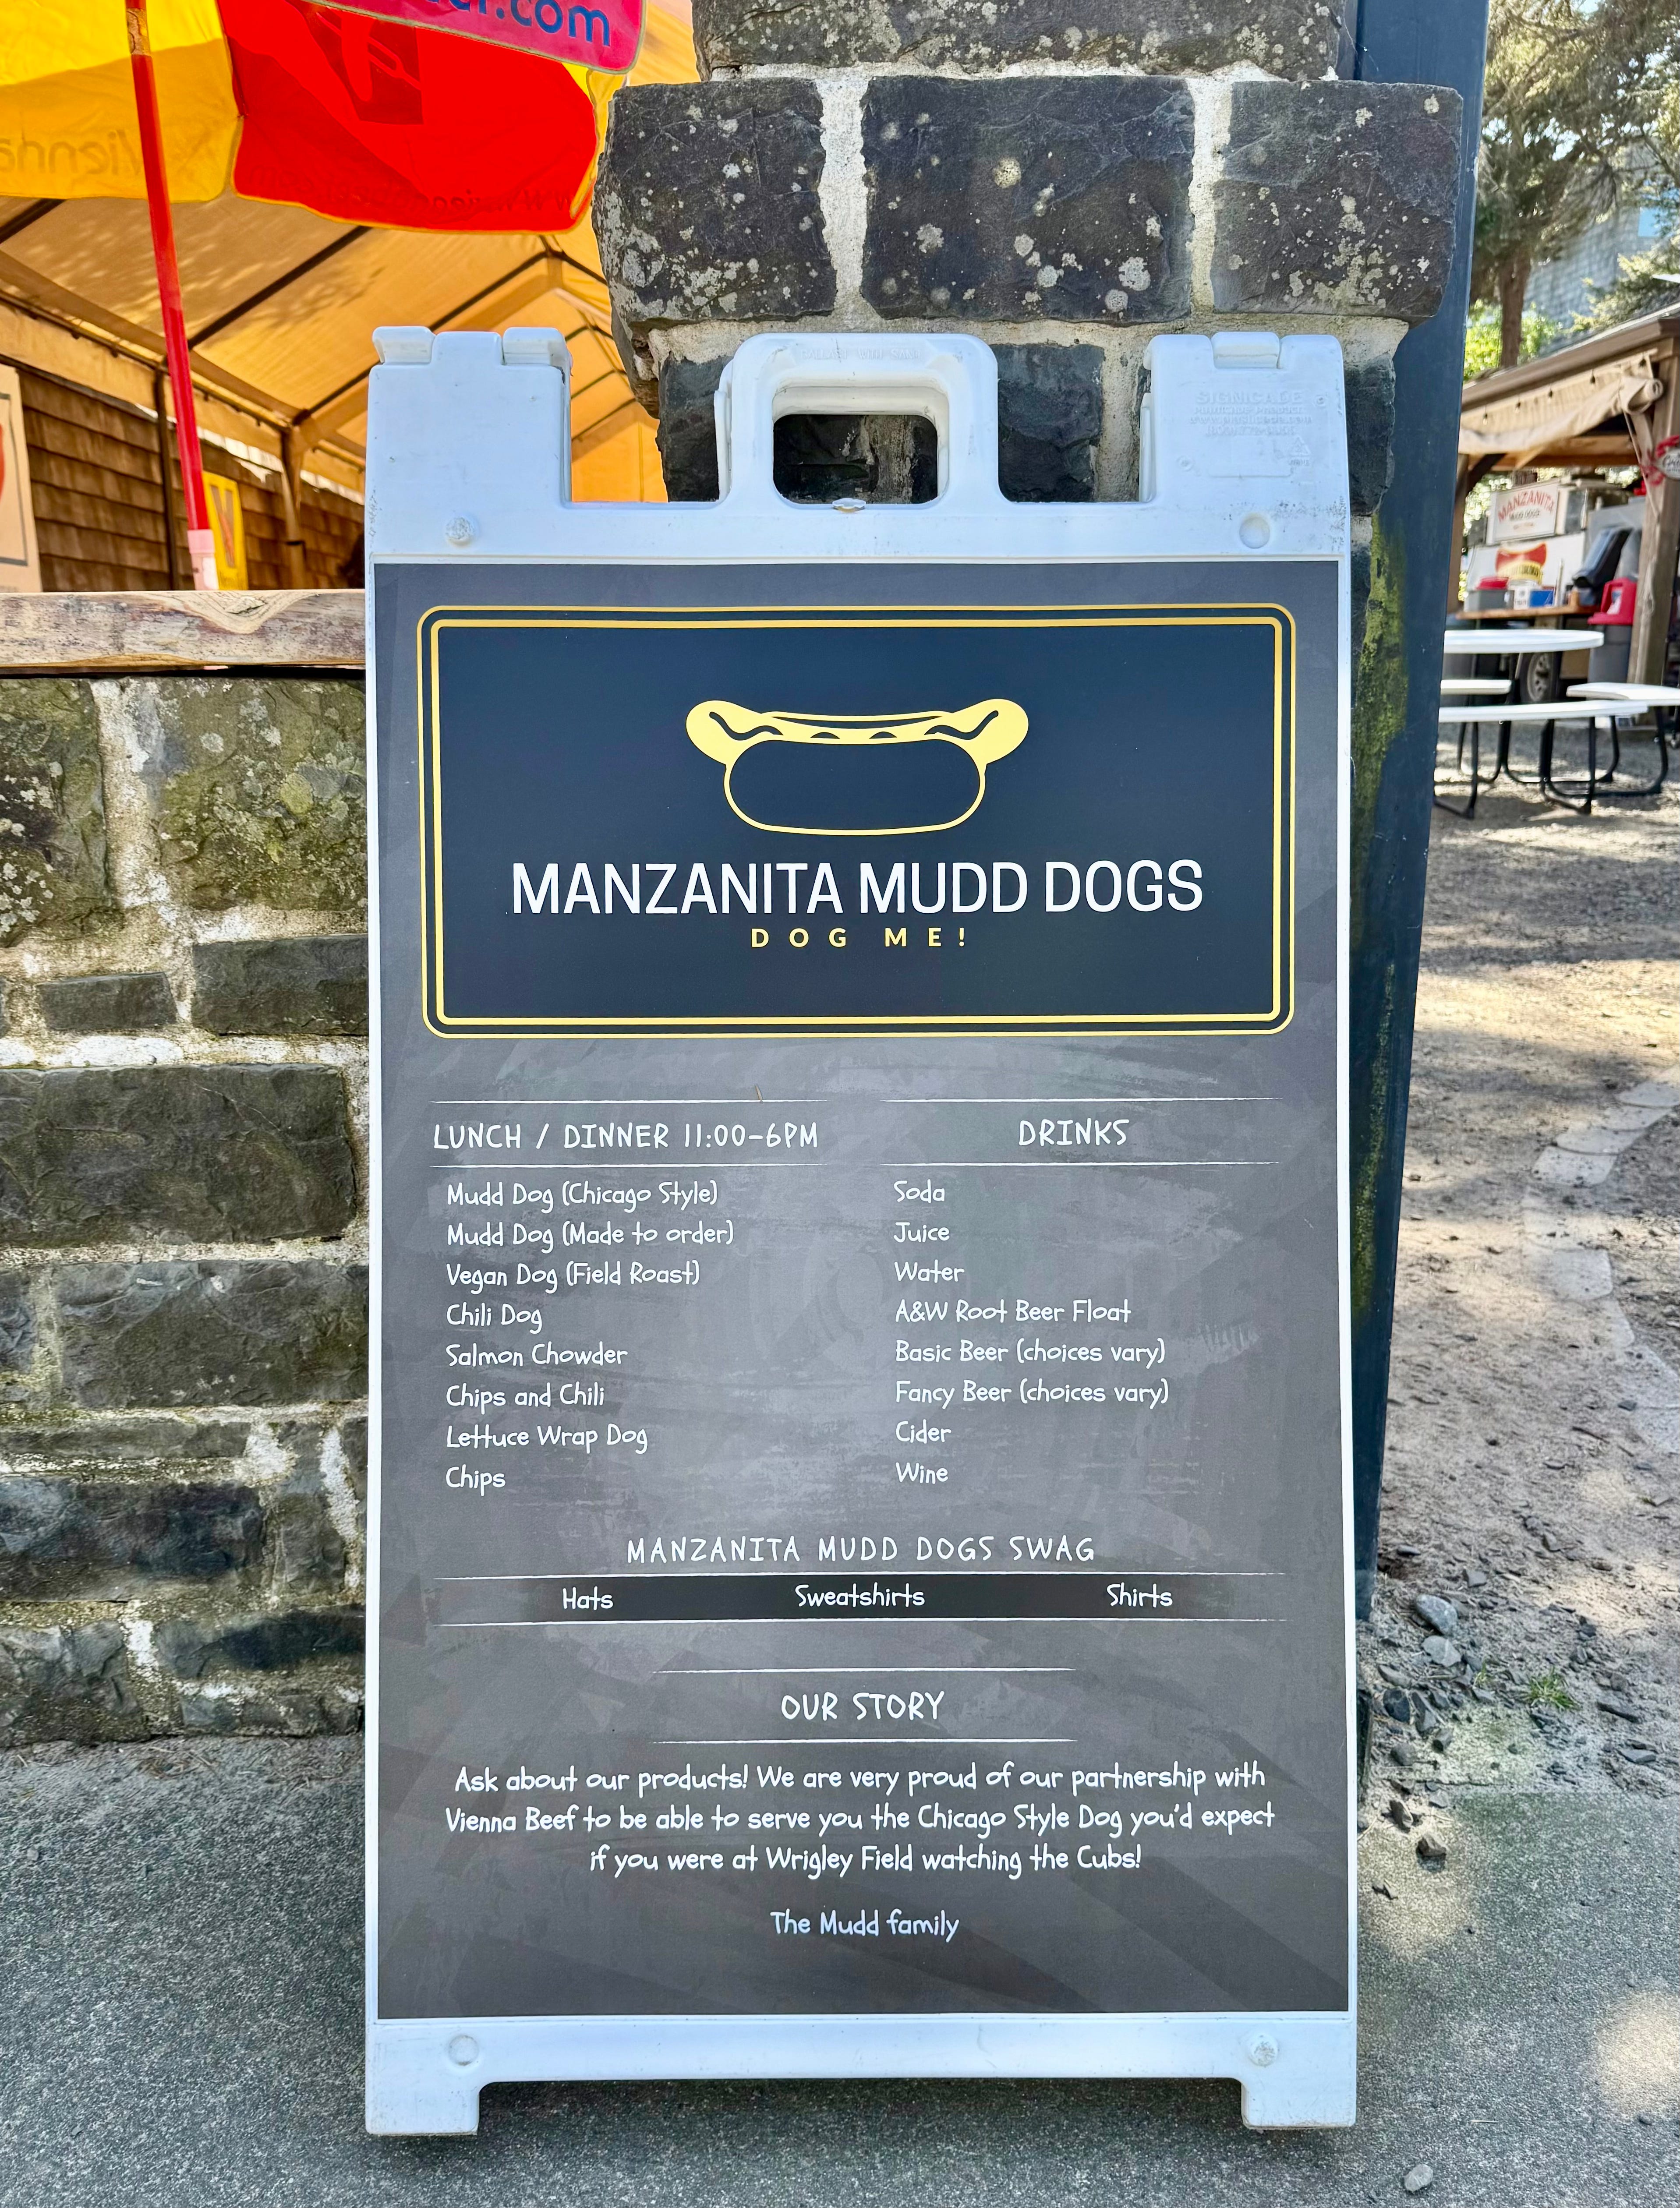 .com
Vienna
SIGNICADE
MANZANITA
MANZANITA MUDD DOGS
DOG ME!
LUNCH / DINNER 11:00-6PM
Mudd Dog (Chicago Style)
Mudd Dog (Made to order)
Vegan Dog (Field Roast)
Chili Dog
Salmon Chowder
Chips and Chili
Lettuce Wrap Dog
Chips
DRINKS
Soda
Juice
Water
A&W Root Beer Float
Basic Beer (choices vary)
Fancy Beer (choices vary)
Cider
Wine
MANZANITA MUDD DOGS SWAG
Hats Sweatshirts Shirts
OUR STORY
Ask about our products! We are very proud of our partnership with
Vienna Beef to be able to serve you the Chicago Style Dog you'd expect
if you were at Wrigley Field watching the Cubs!
The Mudd family